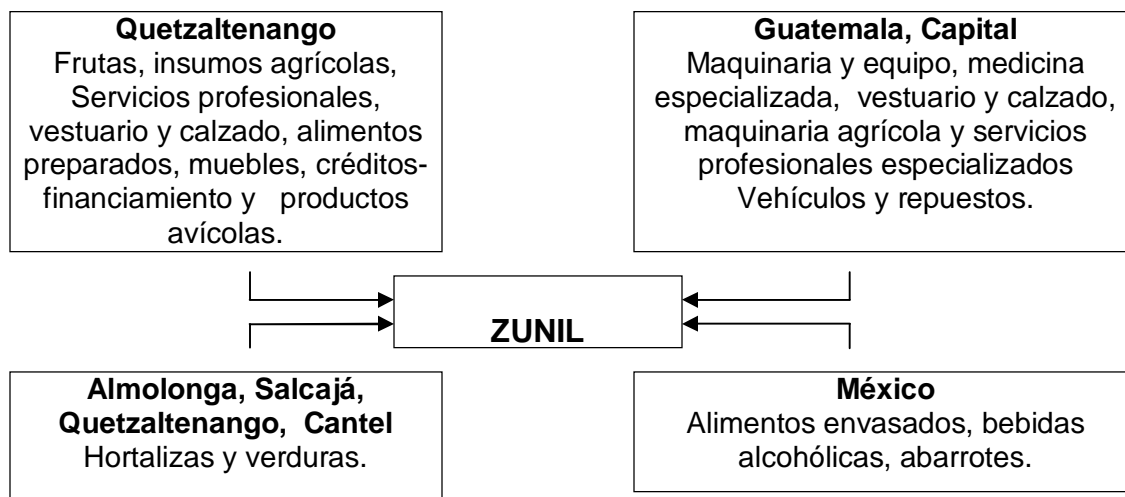 Quetzaltenango
Frutas, insumos agrícolas,
Servicios profesionales,
vestuario y calzado, alimentos
preparados, muebles, créditos-
financiamiento y productos
avícolas.
Guatemala, Capital
Maquinaria y equipo, medicina
especializada, vestuario y calzado,
maquinaria agrícola y servicios
profesionales especializados
Vehículos y repuestos.
ZUNIL
Almolonga, Salcajá,
Quetzaltenango, Cantel
Hortalizas y verduras.
México
Alimentos envasados, bebidas
alcohólicas, abarrotes.